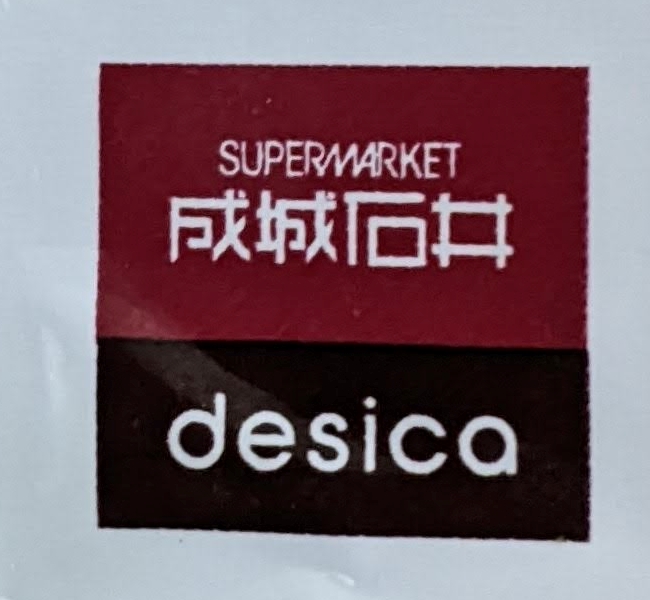 SUPERMARKET
成城石井
desica